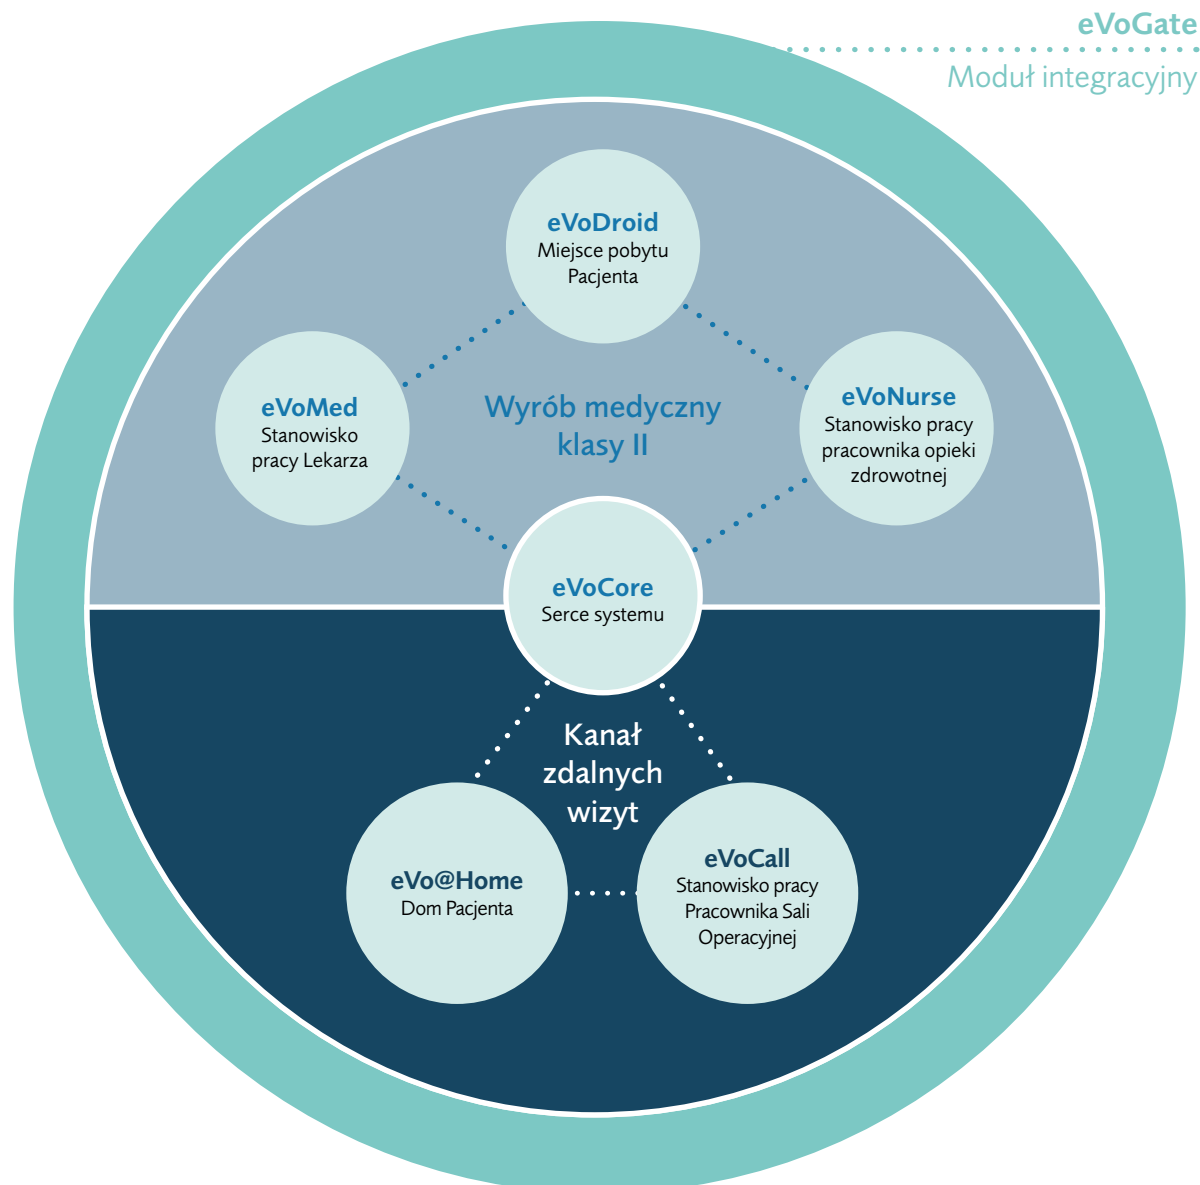 eVoGate
Moduł integracyjny
eVoDroid
Miejsce pobytu
Pacjenta
eVoMed
Stanowisko
pracy Lekarza
Wyrób medyczny
klasy II
eVoNurse
Stanowisko pracy
pracownika opieki
zdrowotnej
eVoCore
Serce systemu
Kanał
zdalnych
wizyt
eVo@Home
Dom Pacjenta
eVoCall
Stanowisko pracy
Pracownika Sali
Operacyjnej